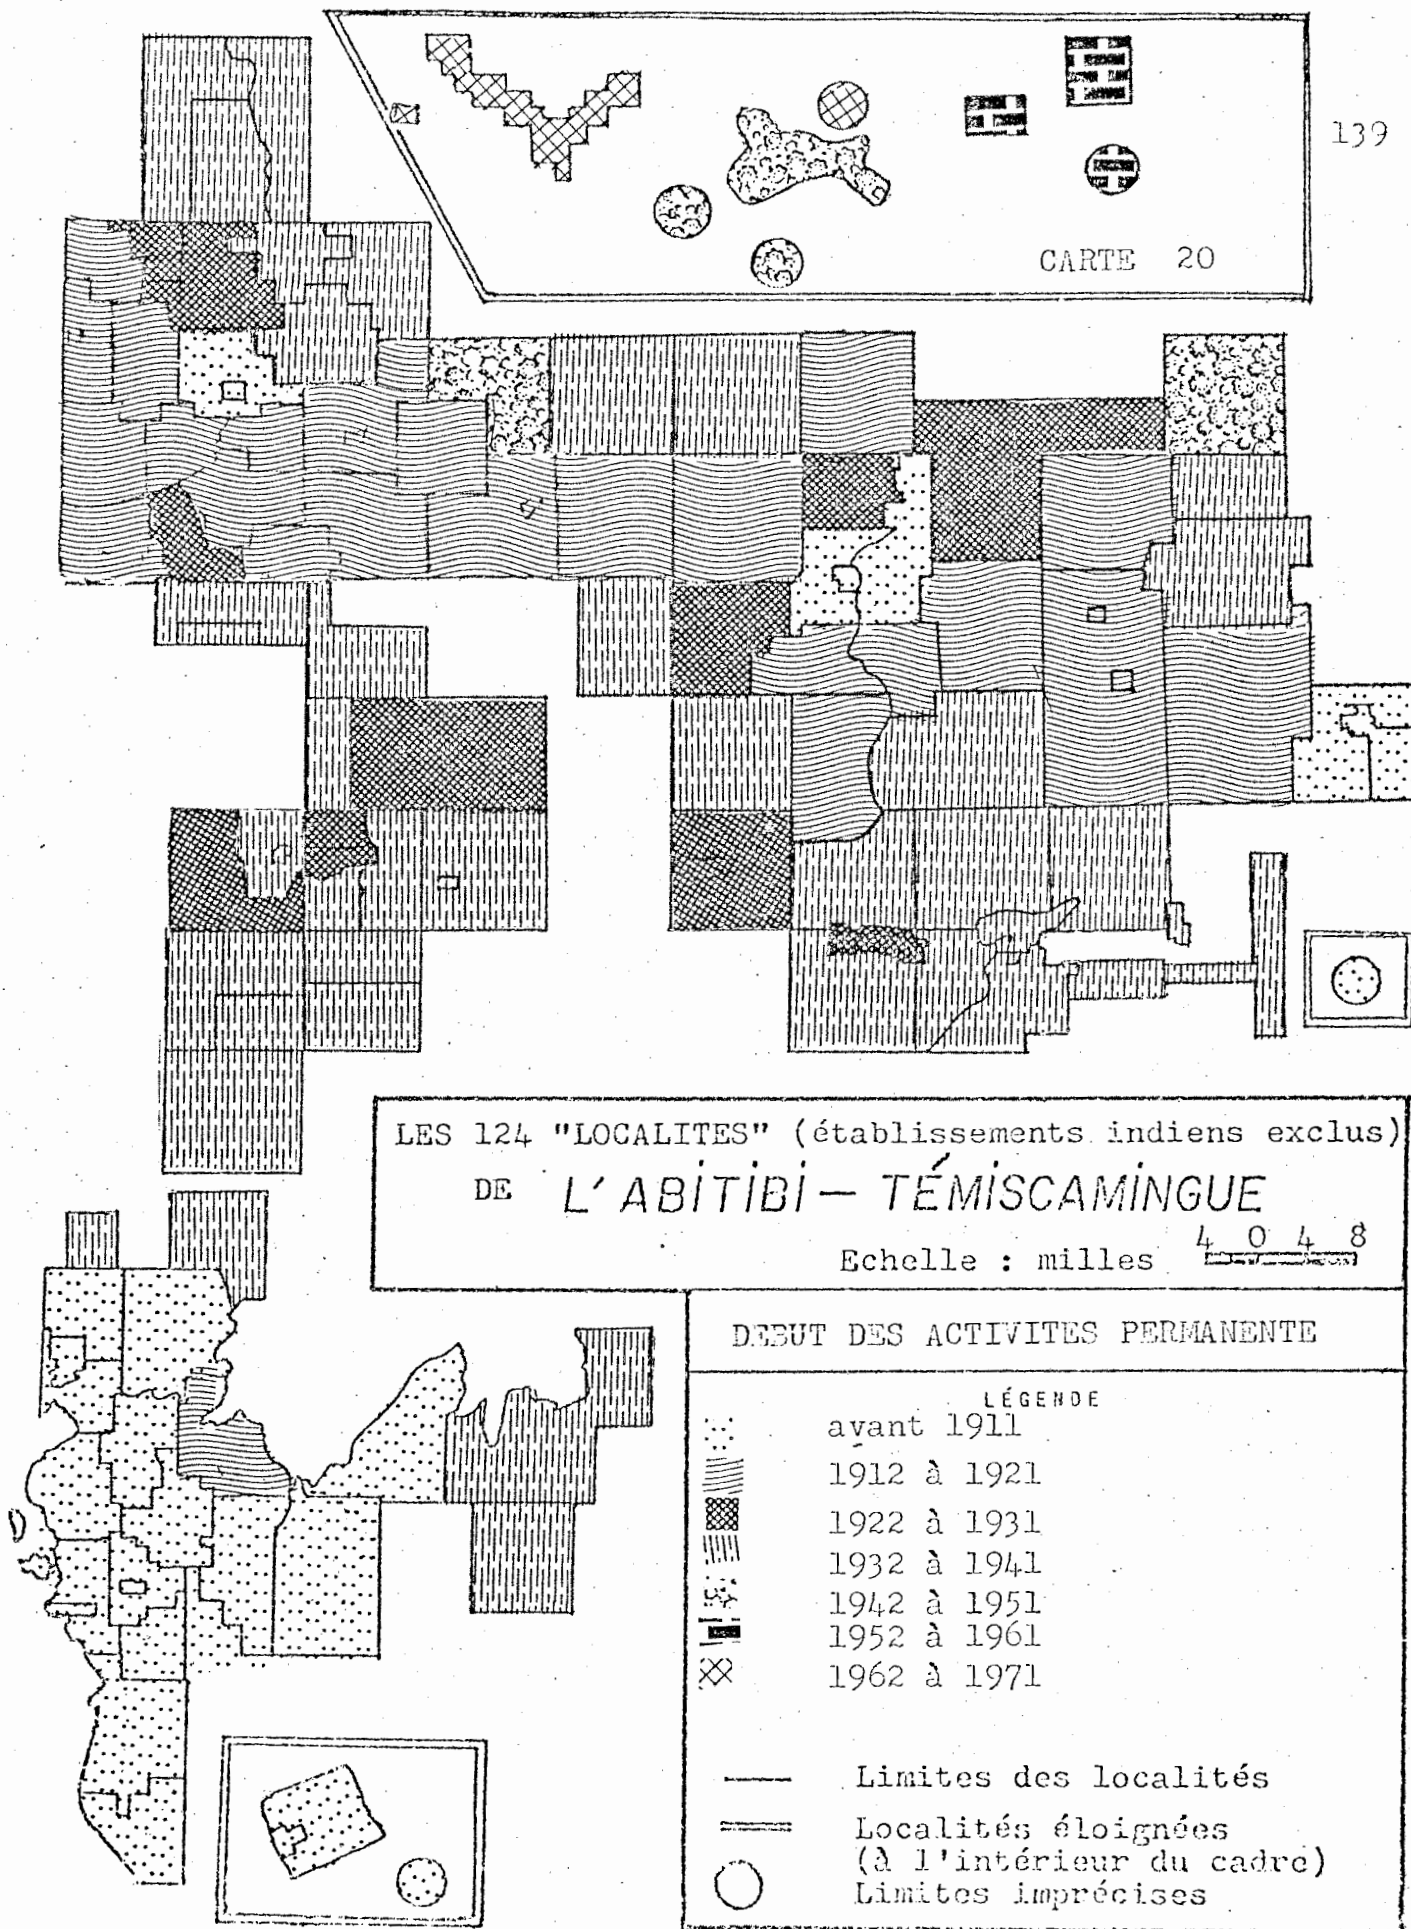 139
CARTE 20
LES 124 "LOCALITES" (établissements indiens exclus)
DE L'ABITIBI — TÉMISCAMINGUE
Echelle : milles 4 0 4 8
DEBUT DES ACTIVITES PERMANENTE
LÉGENDE
avant 1911
1912 à 1921
1922 à 1931
1932 à 1941
1942 à 1951
1952 à 1961
1962 à 1971
Limites des localités
Localités éloignées
(à l'intérieur du cadre)
Limites imprécises